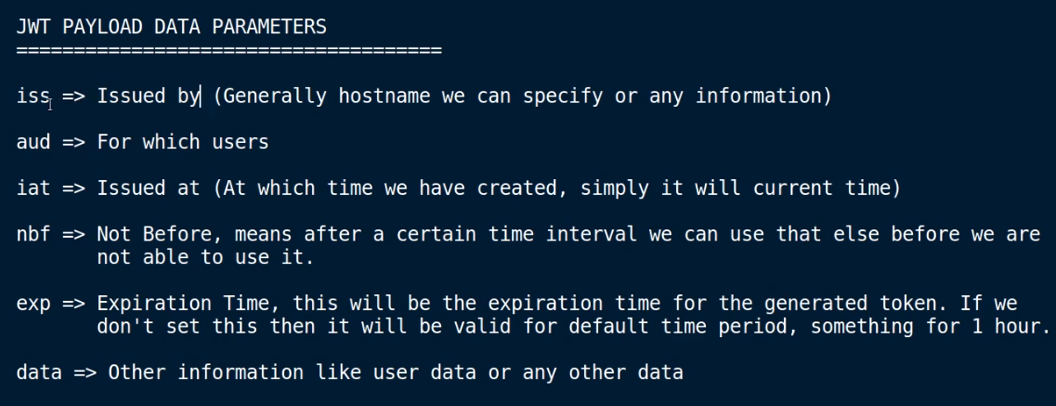 JWT PAYLOAD DATA PARAMETERS
=====================================
iss => Issued by (Generally hostname we can specify or any information)
aud => For which users
iat => Issued at (At which time we have created, simply it will current time)
nbf => Not Before, means after a certain time interval we can use that else before we are
not able to use it.
exp => Expiration Time, this will be the expiration time for the generated token. If we
don't set this then it will be valid for default time period, something for 1 hour.
data => Other information like user data or any other data